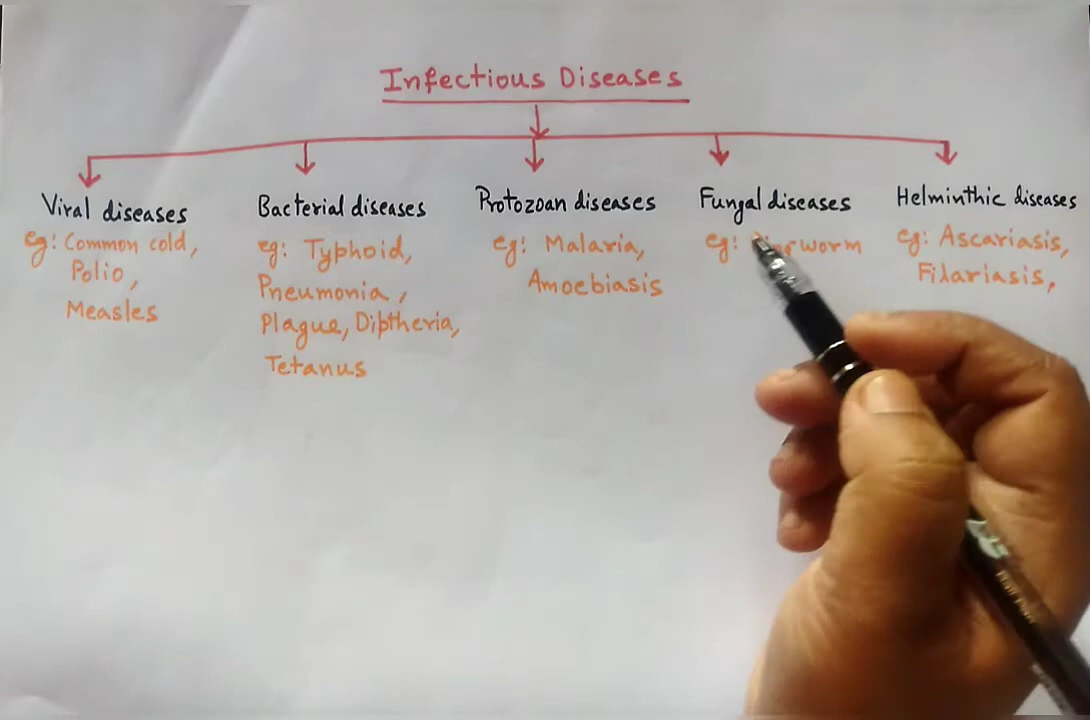 Infectious Diseases
Viral diseases
eg: Common cold,
Polio,
Measles
Bacterial diseases
eg: Typhoid,
Pneumonia,
Plague, Diptheria,
Tetanus
Protozoan diseases
eg: Malaria,
Amoebiasis
Fungal diseases
eg:
Helminthic diseases
eg: Ascariasis,
Filariasis,